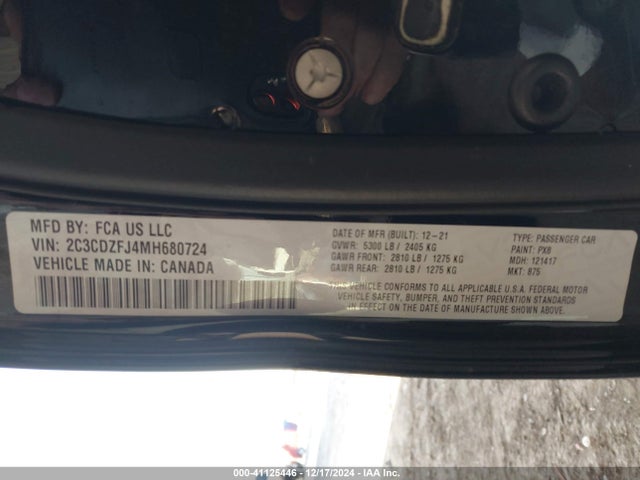 MFD BY: FCA US LLC
VIN: 2C3CDZFJ4MH680724
VEHICLE MADE IN: CANADA
DATE OF MFR (BUILT): 12-21
GVWR: 5300 LB / 2405 KG
GAWR FRONT: 2810 LB / 1275 KG
GAWR REAR: 2810 LB / 1275 KG
TYPE: PASSENGER CAR
PAINT: PX8
MDH: 121417
MKT: 875
THIS VEHICLE CONFORMS TO ALL APPLICABLE U.S.A. FEDERAL MOTOR
VEHICLE SAFETY, BUMPER, AND THEFT PREVENTION STANDARDS
IN EFFECT ON THE DATE OF MANUFACTURE SHOWN ABOVE.
000-41125446 - 12/17/2024 - IAA Inc.